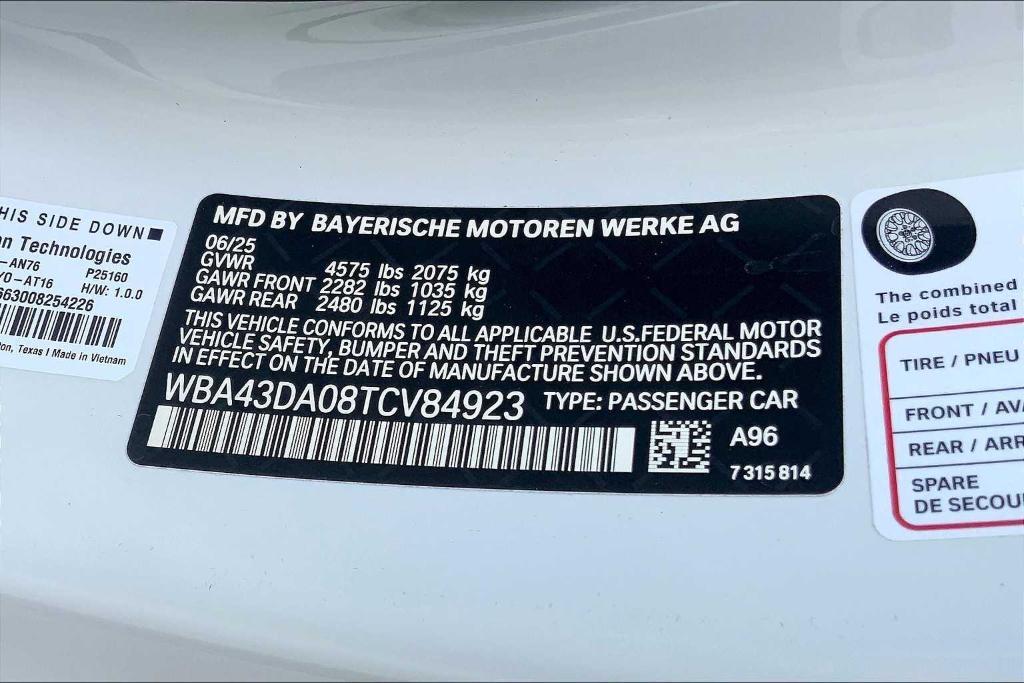 HIS SIDE DOWN
n Technologies
-AN76 P25160
YO-AT16 H/W: 1.0.0
663008254226
on, Texas I Made in Vietnam
MFD BY BAYERISCHE MOTOREN WERKE AG
06/25
GVWR 4575 lbs 2075 kg
GAWR FRONT 2282 lbs 1035 kg
GAWR REAR 2480 lbs 1125 kg
THIS VEHICLE CONFORMS TO ALL APPLICABLE U.S.FEDERAL MOTOR
VEHICLE SAFETY, BUMPER AND THEFT PREVENTION STANDARDS
IN EFFECT ON THE DATE OF MANUFACTURE SHOWN ABOVE.
WBA43DA08TCV84923 TYPE: PASSENGER CAR
A96
7 315 814
The combined
Le poids total
TIRE / PNEU
FRONT / AVA
REAR / ARR
SPARE
DE SECOU